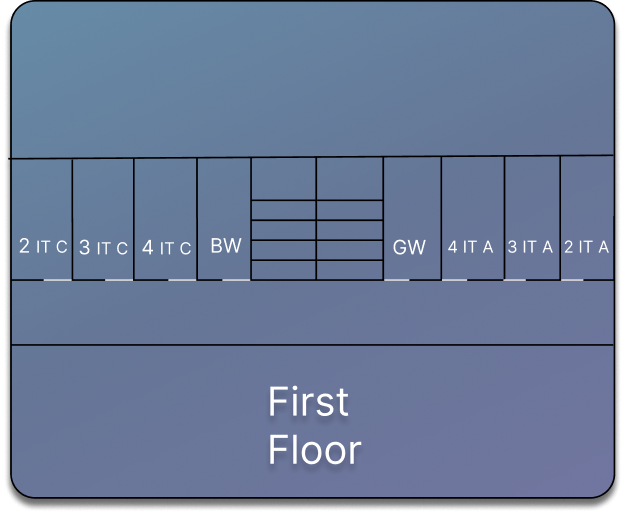 2 IT C
3 IT C
4 IT C
BW
GW
4 IT A
3 IT A
2 IT A
First
Floor